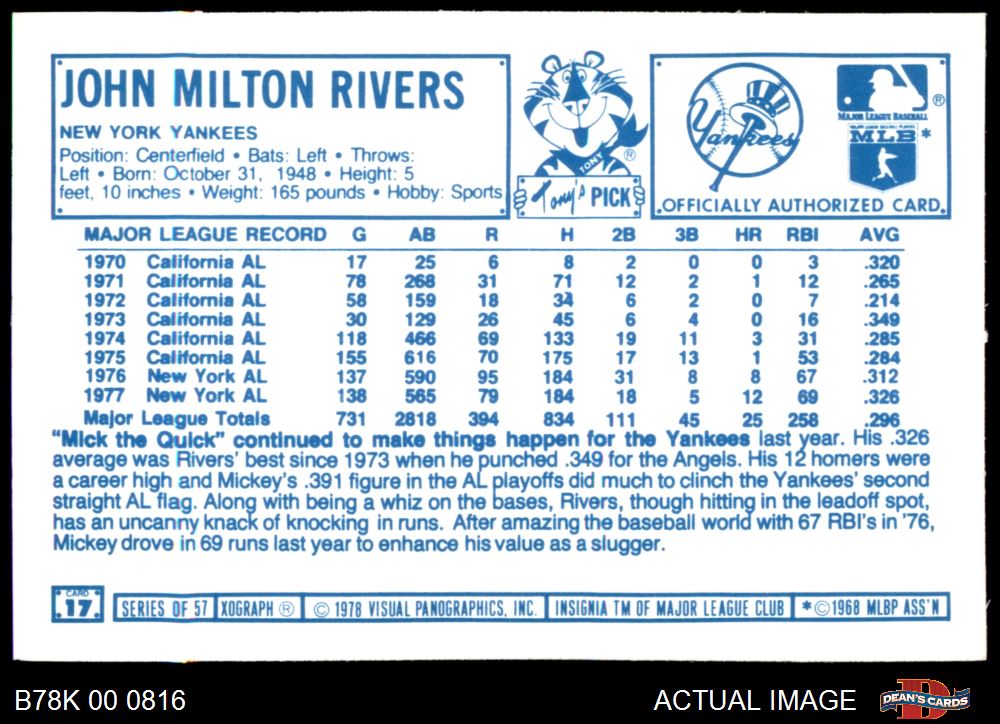 JOHN MILTON RIVERS
NEW YORK YANKEES
Position: Centerfield • Bats: Left • Throws:
Left • Born: October 31, 1948 • Height: 5
feet, 10 inches • Weight: 165 pounds • Hobby: Sports
TONY
®
Tony's PICK
Yankees
®
MAJOR LEAGUE BASEBALL
MLB *
OFFICIALLY AUTHORIZED CARD
MAJOR LEAGUE RECORD G AB R H 2B 3B HR RBI AVG
1970 California AL 17 25 6 8 2 0 0 3 .320
1971 California AL 78 268 31 71 12 2 1 12 .265
1972 California AL 58 159 18 34 6 2 0 7 .214
1973 California AL 30 129 26 45 6 4 0 16 .349
1974 California AL 118 466 69 133 19 11 3 31 .285
1975 California AL 155 616 70 175 17 13 1 53 .284
1976 New York AL 137 590 95 184 31 8 8 67 .312
1977 New York AL 138 565 79 184 18 5 12 69 .326
Major League Totals 731 2818 394 834 111 45 25 258 .296
"Mick the Quick" continued to make things happen for the Yankees last year. His .326
average was Rivers' best since 1973 when he punched .349 for the Angels. His 12 homers were
a career high and Mickey's .391 figure in the AL playoffs did much to clinch the Yankees' second
straight AL flag. Along with being a whiz on the bases, Rivers, though hitting in the leadoff spot,
has an uncanny knack of knocking in runs. After amazing the baseball world with 67 RBI's in '76,
Mickey drove in 69 runs last year to enhance his value as a slugger.
CARD
17
SERIES OF 57 XOGRAPH ® © 1978 VISUAL PANOGRAPHICS, INC. INSIGNIA TM OF MAJOR LEAGUE CLUB *©1968 MLBP ASS'N
B78K 00 0816 ACTUAL IMAGE DEAN'S CARDS